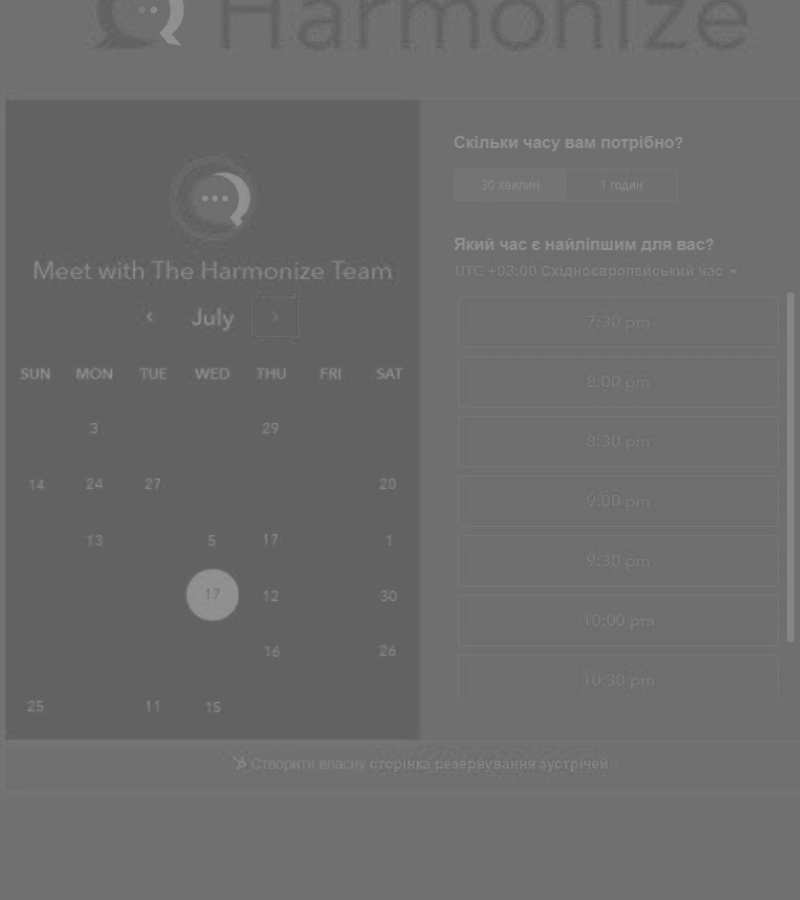 Harmonize
Meet with The Harmonize Team
July
SUN MON TUE WED THU FRI SAT
3 29
14 24 27 20
13 5 17 1
17 12 30
16 26
25 11 15
Скільки часу вам потрібно?
30 хвилин 1 годин
Який час є найліпшим для вас?
UTC +03:00 Східноєвропейський час
7:30 pm
8:00 pm
8:30 pm
9:00 pm
9:30 pm
10:00 pm
10:30 pm
Створити власну сторінка резервування зустрічей